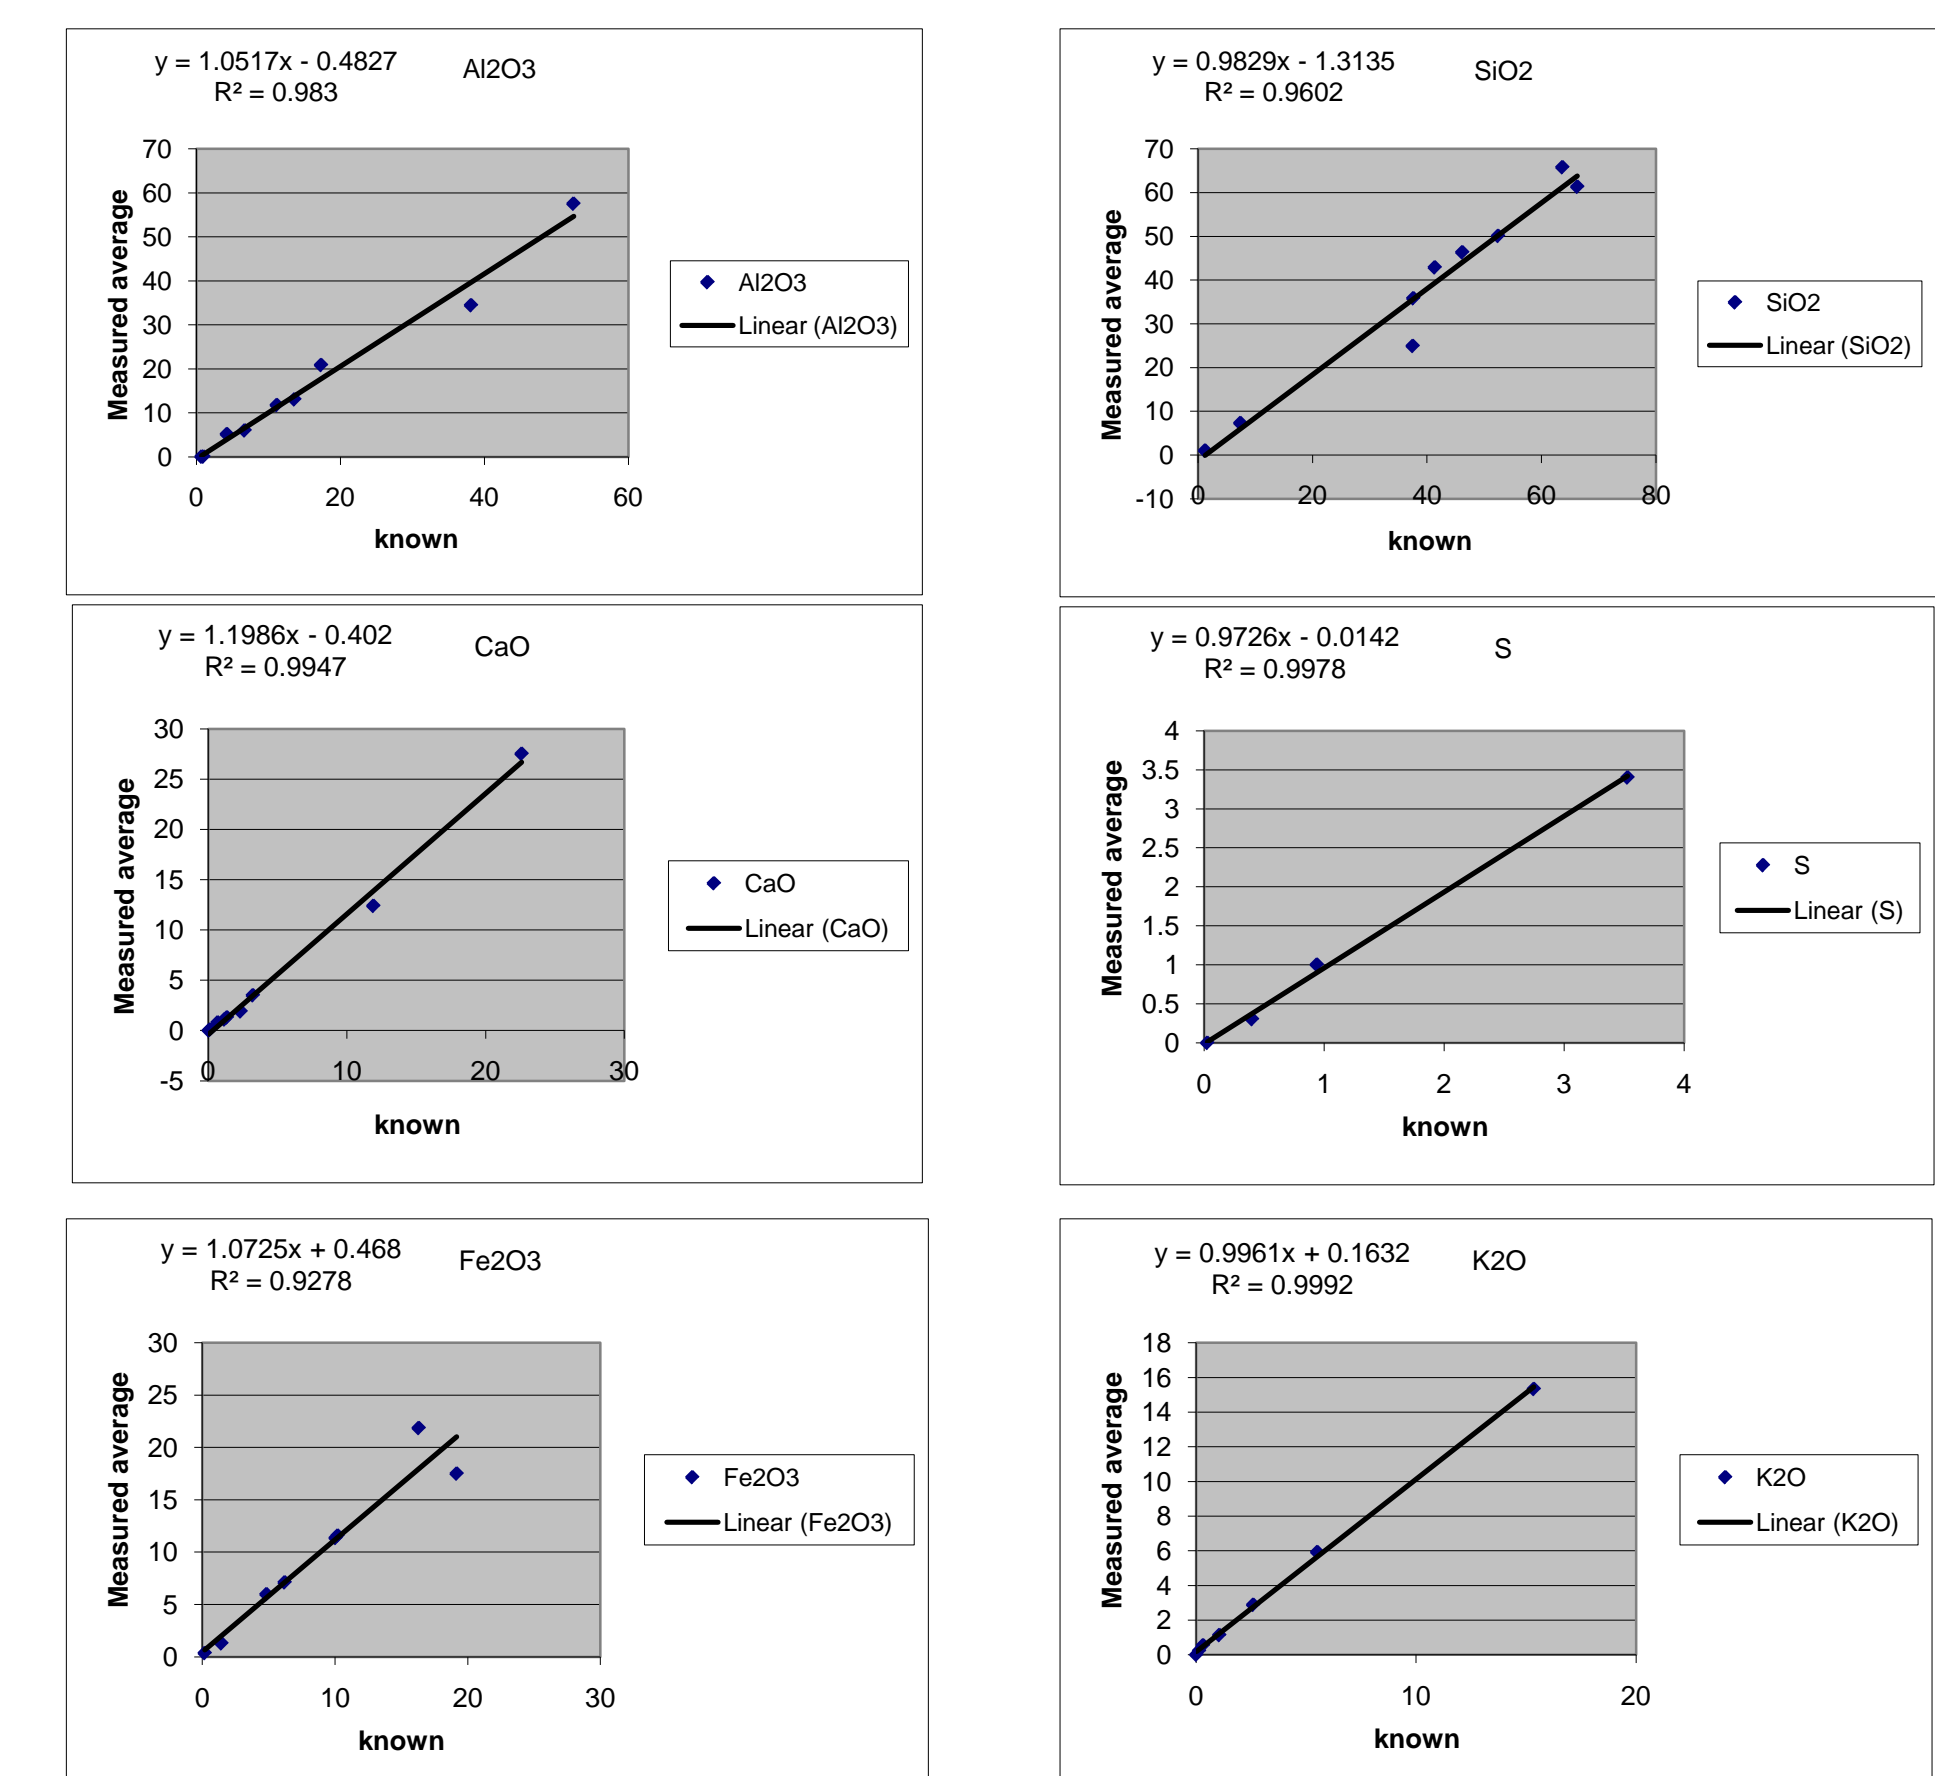 y = 1.0517x - 0.4827
R² = 0.983
Al2O3
70
60
50
40
30
20
10
0
0 20 40 60
Measured average
known
Al2O3
Linear (Al2O3)
y = 0.9829x - 1.3135
R² = 0.9602
SiO2
70
60
50
40
30
20
10
0
-10
0 20 40 60 80
Measured average
known
SiO2
Linear (SiO2)
y = 1.1986x - 0.402
R² = 0.9947
CaO
30
25
20
15
10
5
0
-5
0 10 20 30
Measured average
known
CaO
Linear (CaO)
y = 0.9726x - 0.0142
R² = 0.9978
S
4
3.5
3
2.5
2
1.5
1
0.5
0
0 1 2 3 4
Measured average
known
S
Linear (S)
y = 1.0725x + 0.468
R² = 0.9278
Fe2O3
30
25
20
15
10
5
0
0 10 20 30
Measured average
known
Fe2O3
Linear (Fe2O3)
y = 0.9961x + 0.1632
R² = 0.9992
K2O
18
16
14
12
10
8
6
4
2
0
0 10 20
Measured average
known
K2O
Linear (K2O)